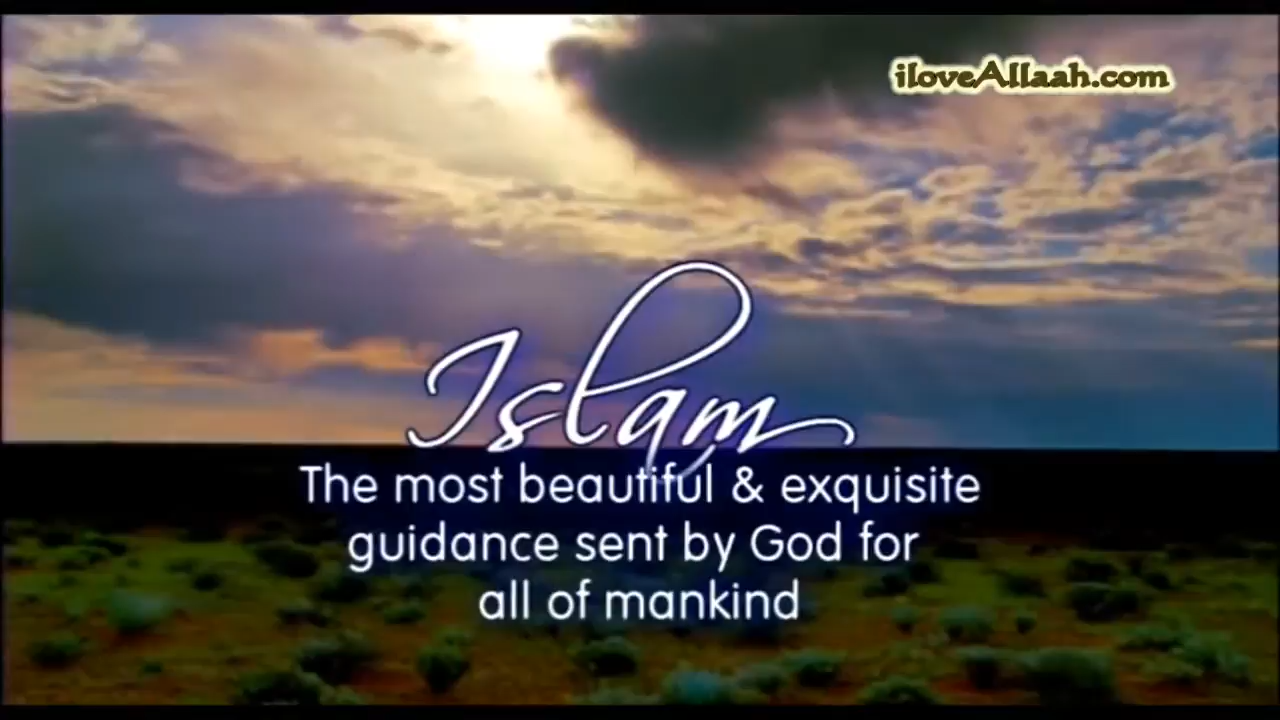 iloveAllaah.com
Islam
The most beautiful & exquisite
guidance sent by God for
all of mankind